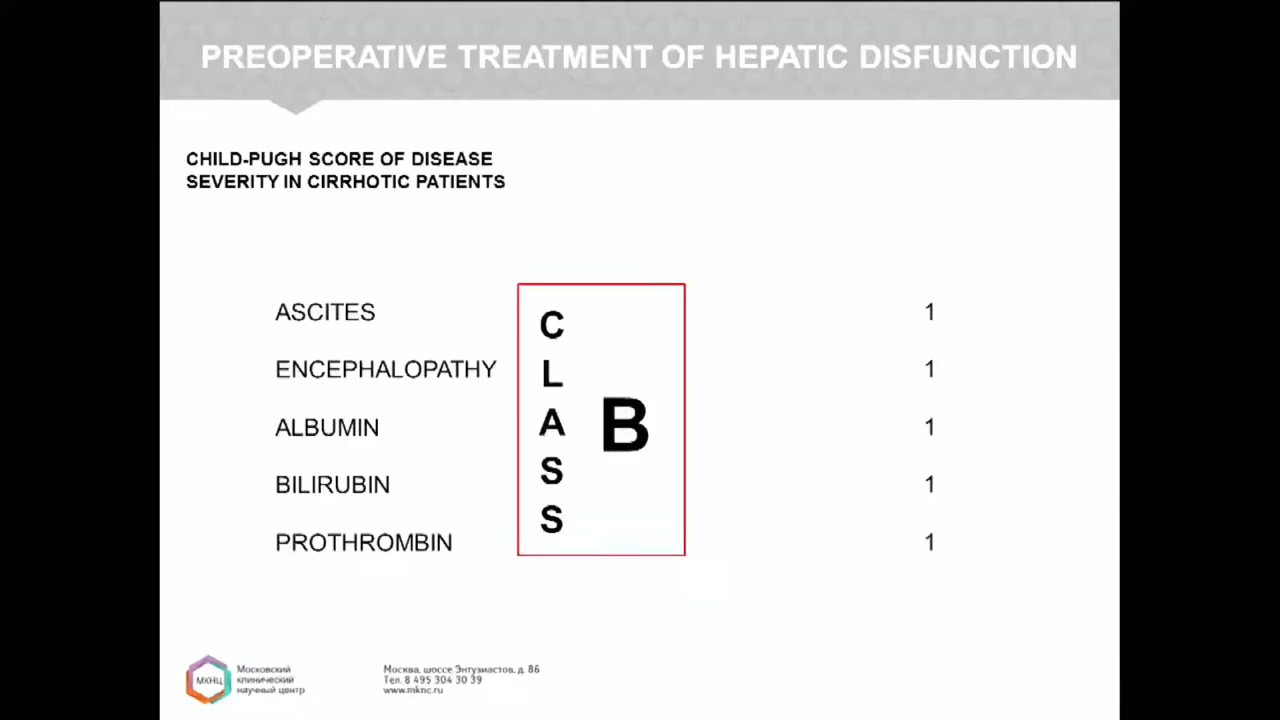 PREOPERATIVE TREATMENT OF HEPATIC DISFUNCTION
CHILD-PUGH SCORE OF DISEASE
SEVERITY IN CIRRHOTIC PATIENTS
ASCITES 1
ENCEPHALOPATHY 1
ALBUMIN 1
BILIRUBIN 1
PROTHROMBIN 1
C
L
A
S
S
B
МКНЦ
Московский
клинический
научный центр
Москва, шоссе Энтузиастов, д. 86
Тел. 8 495 304 30 39
www.mknc.ru